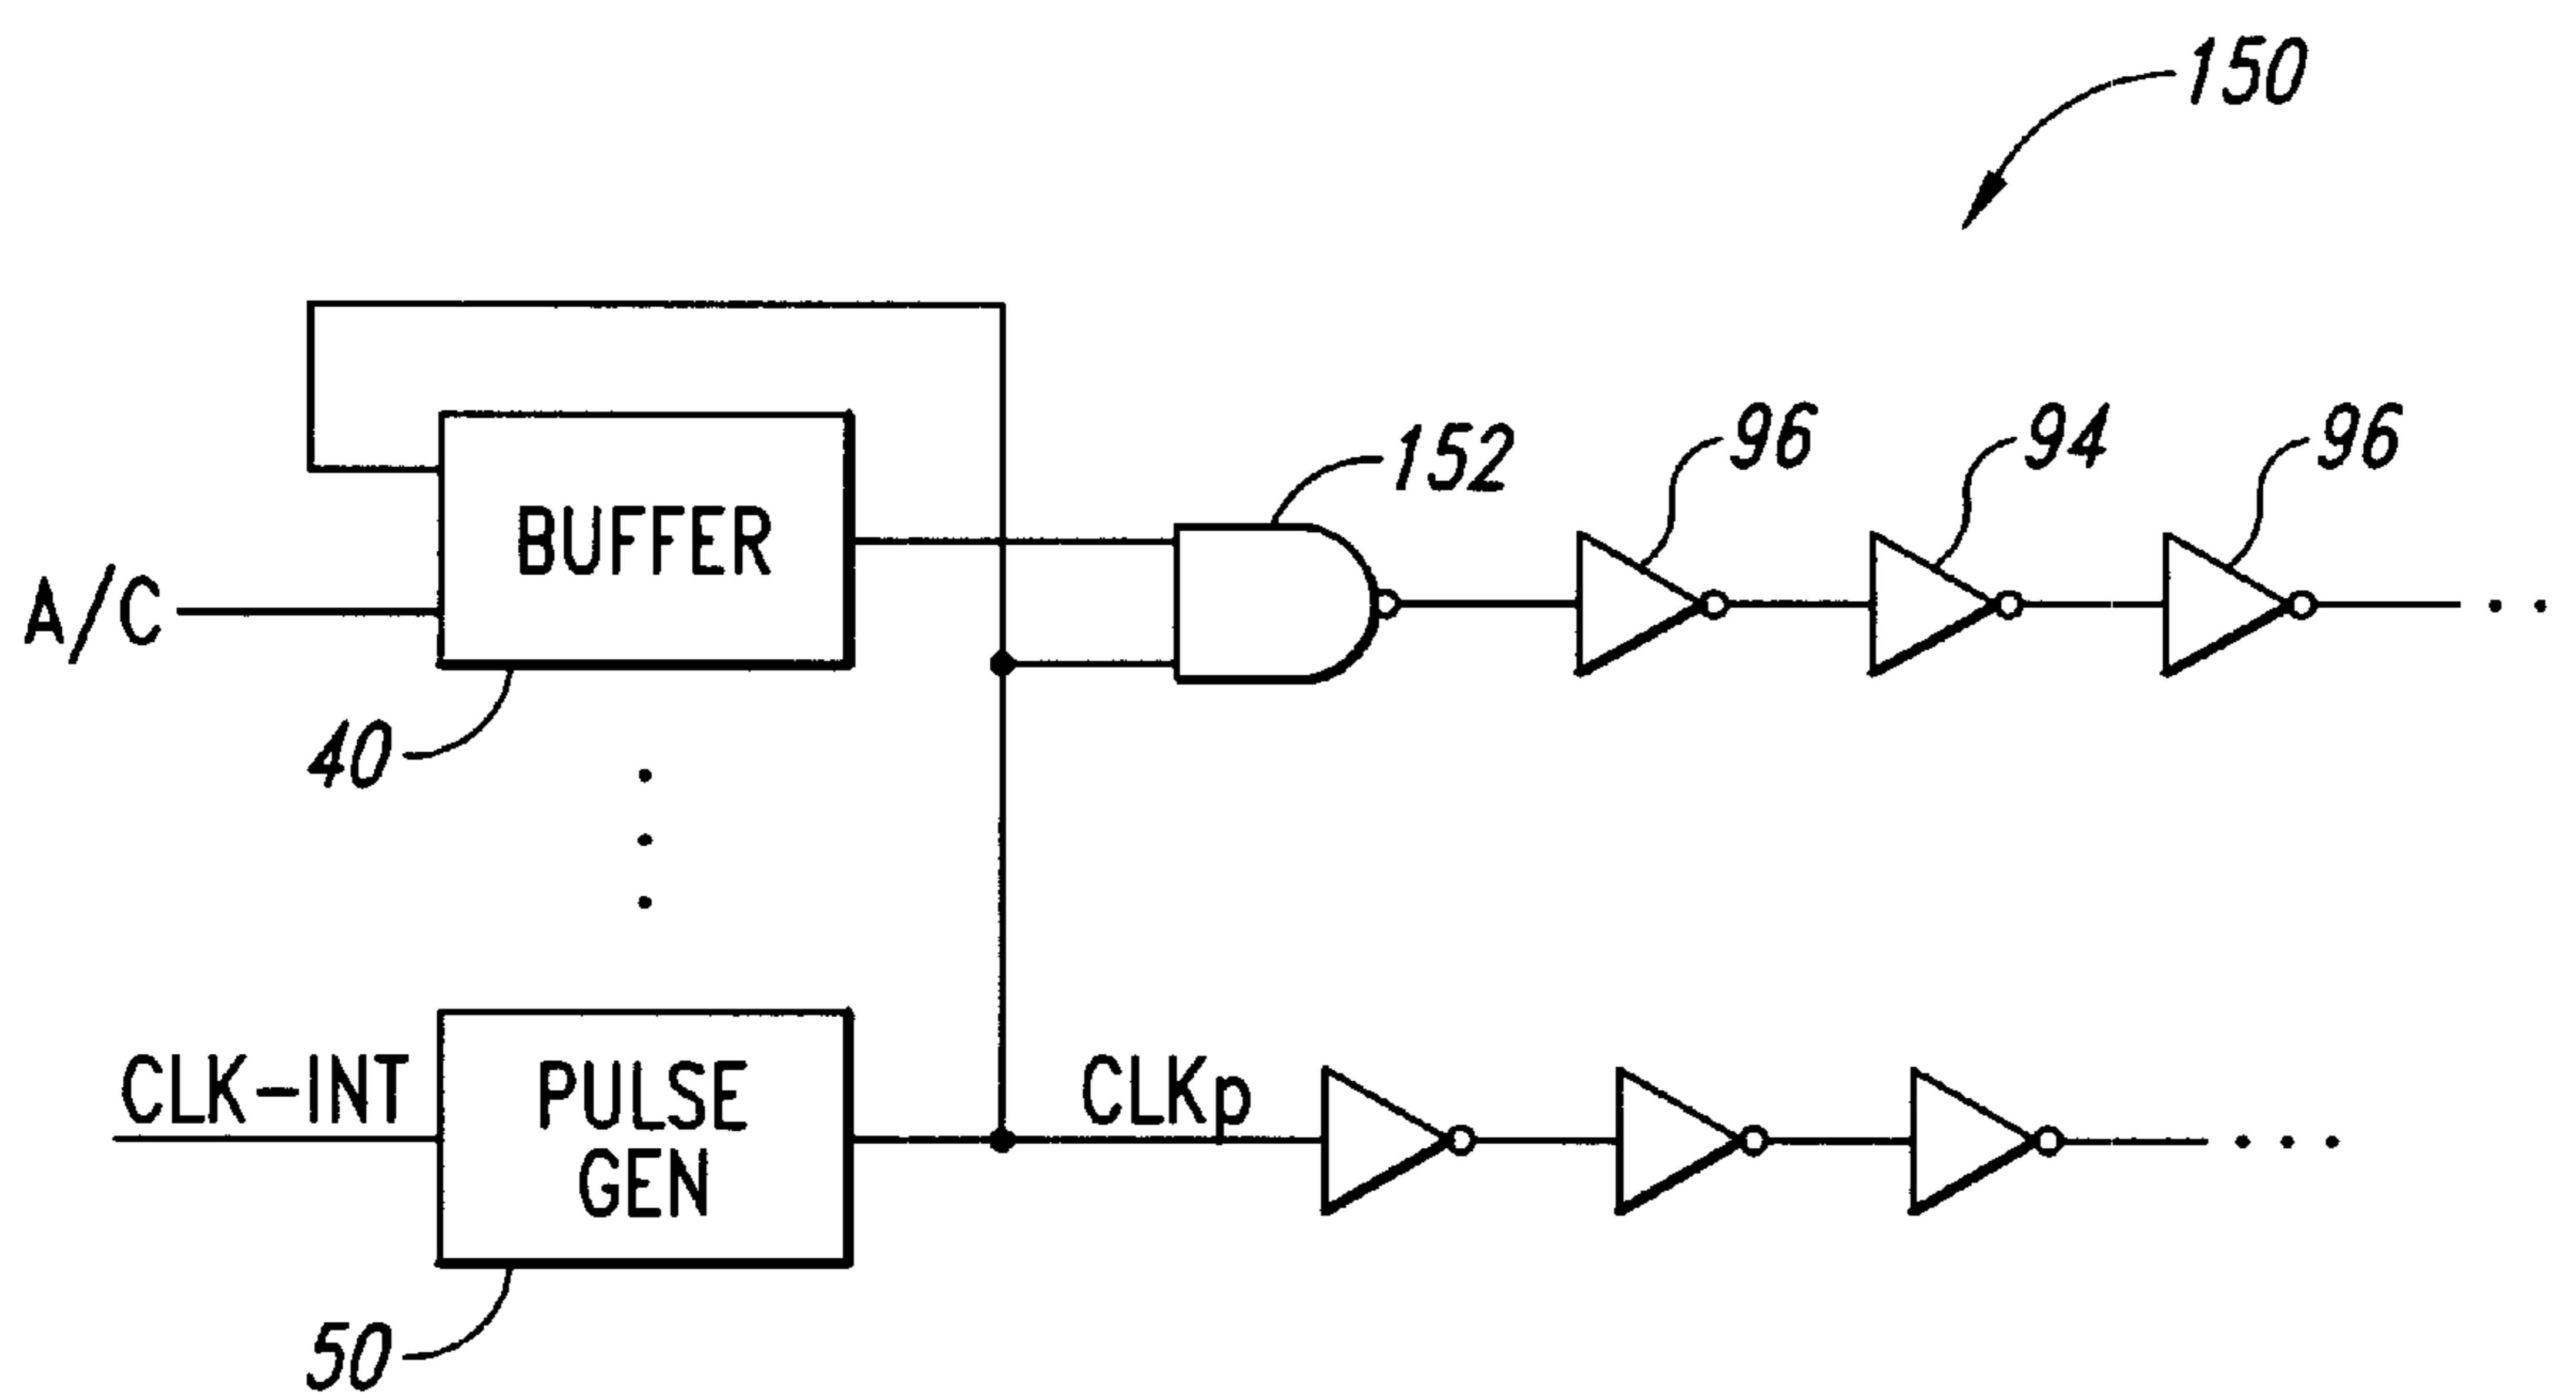 150
152
96
94
96
BUFFER
A/C
40
CLK-INT
PULSE
GEN
CLKp
50